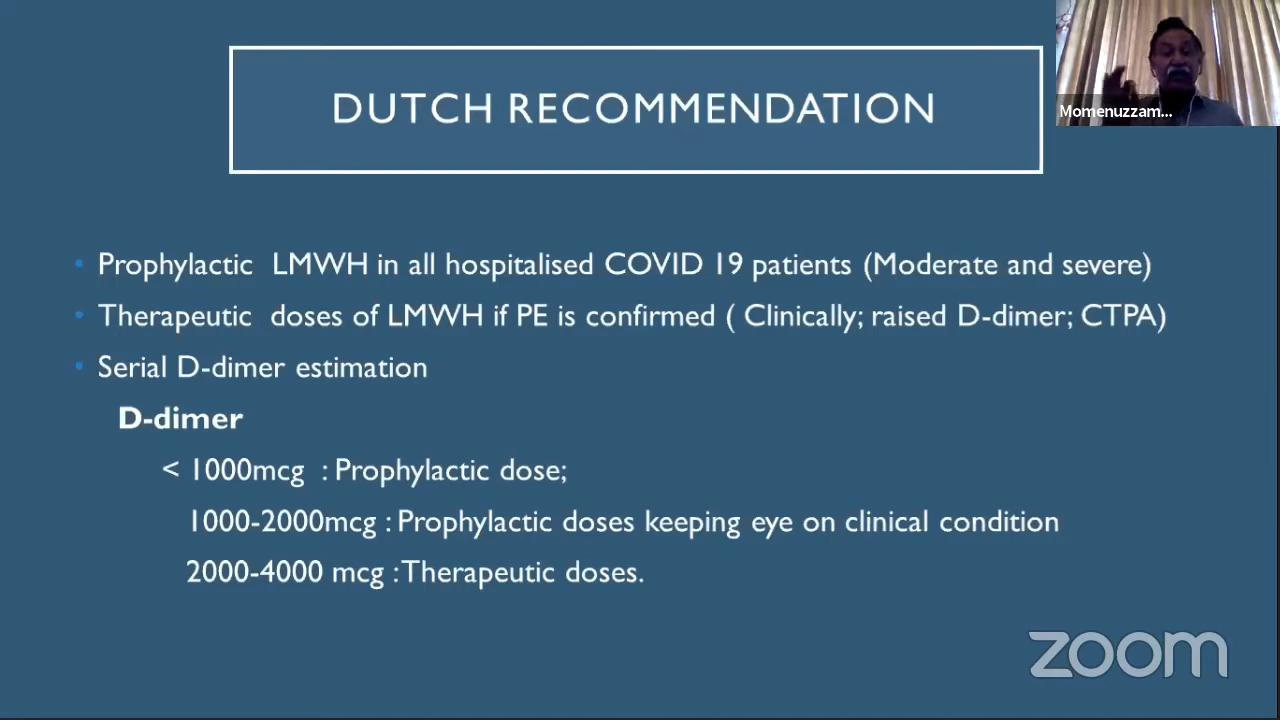 DUTCH RECOMMENDATION
Momenuzzam...
• Prophylactic LMWH in all hospitalised COVID 19 patients (Moderate and severe)
• Therapeutic doses of LMWH if PE is confirmed ( Clinically; raised D-dimer; CTPA)
• Serial D-dimer estimation
D-dimer
< 1000mcg : Prophylactic dose;
1000-2000mcg : Prophylactic doses keeping eye on clinical condition
2000-4000 mcg : Therapeutic doses.
zoom